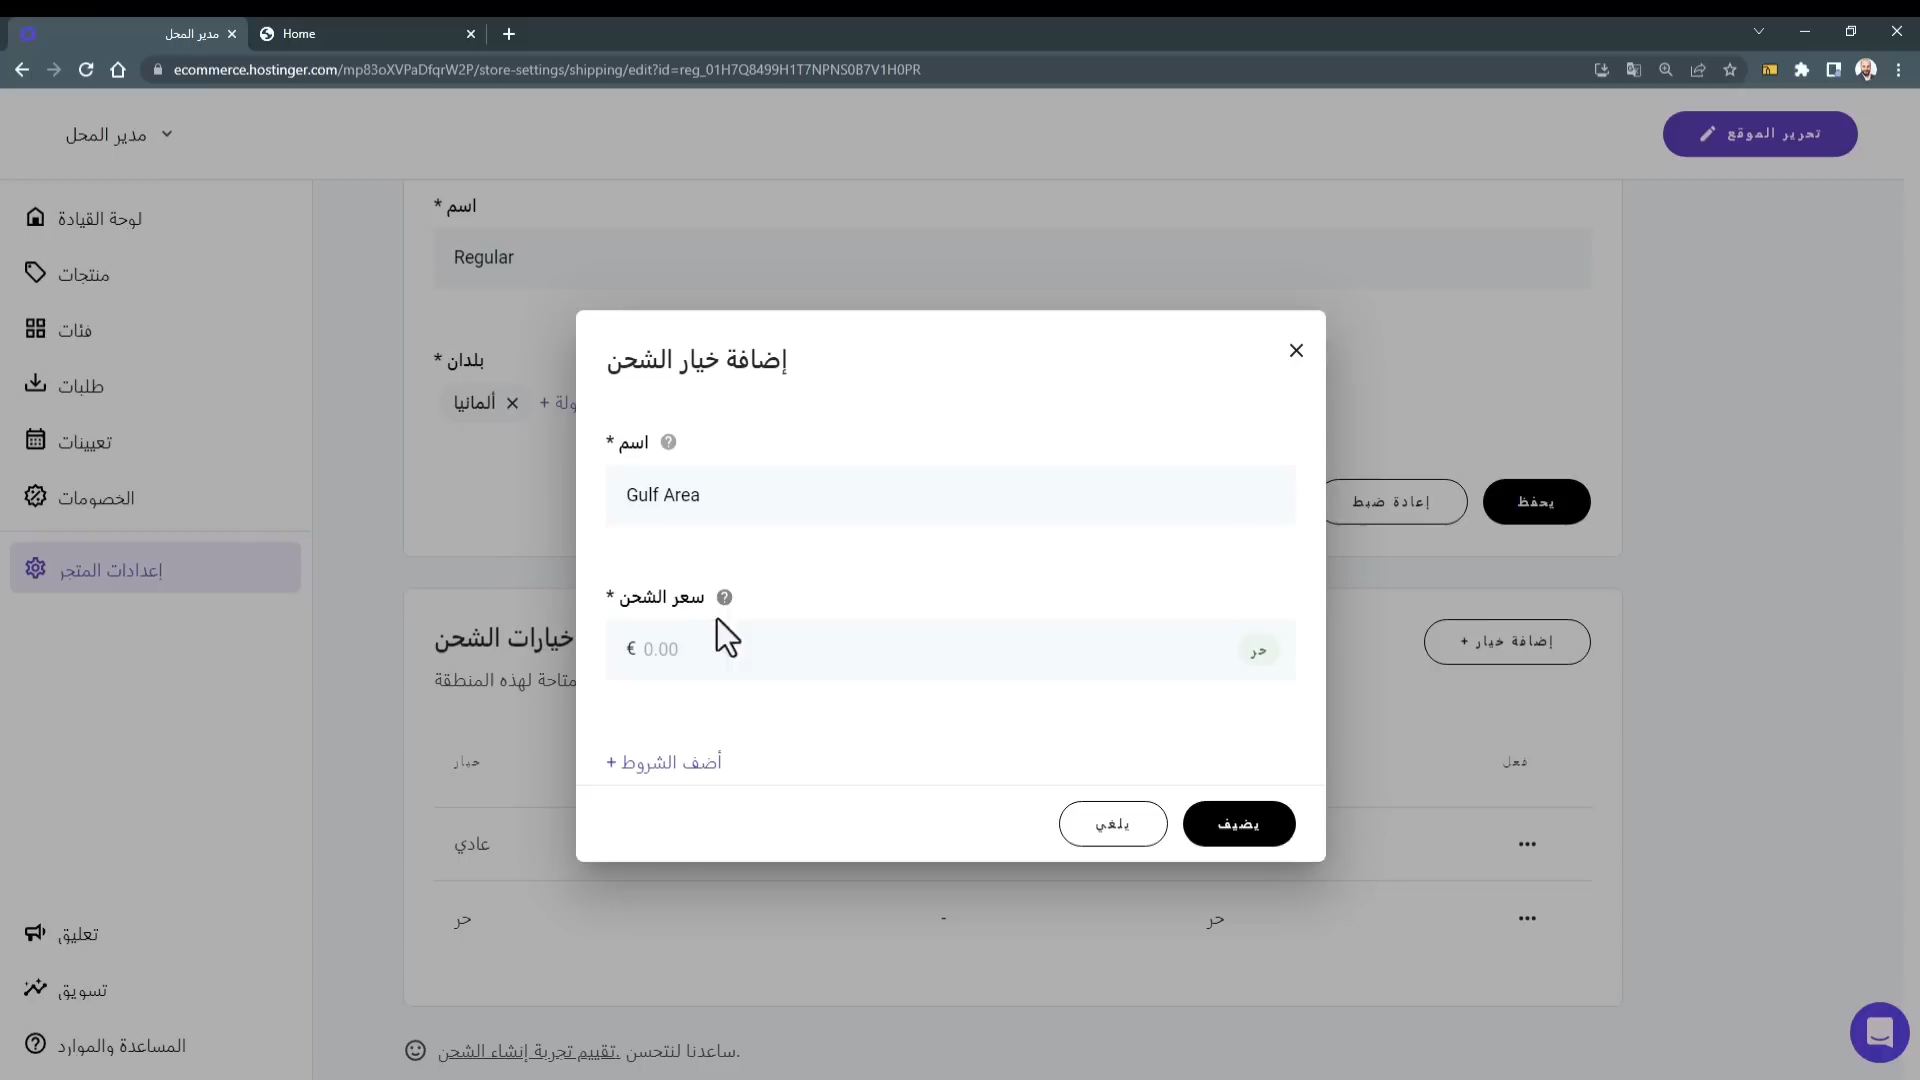 مدير المحل
Home
ecommerce.hostinger.com/mp83oXVPaDfqrW2P/store-settings/shipping/edit?id=reg_01H7Q8499H1T7NPNS0B7V1H0PR
مدير المحل
تحرير الموقع
لوحة القيادة
منتجات
فئات
طلبات
تعيينات
الخصومات
إعدادات المتجر
تعليق
تسويق
المساعدة والموارد
اسم *
Regular
بلدان *
ألمانيا
+
إعادة ضبط
يحفظ
إضافة خيار الشحن
اسم *
Gulf Area
سعر الشحن *
€ 0.00
حر
أضف الشروط +
يلغي
يضيف
خيارات الشحن
إضافة خيار +
متاحة لهذه المنطقة
خيار
فعل
عادي
حر
-
حر
ساعدنا لنتحسن .تقييم تجربة إنشاء الشحن.